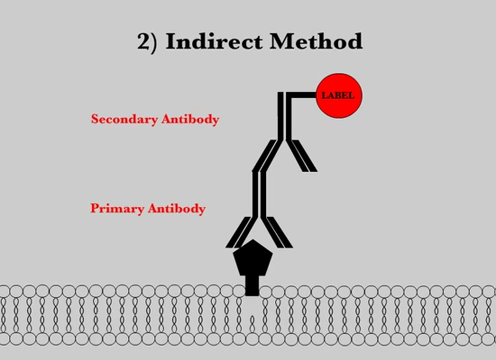 2) Indirect Method
LABEL
Secondary Antibody
Primary Antibody